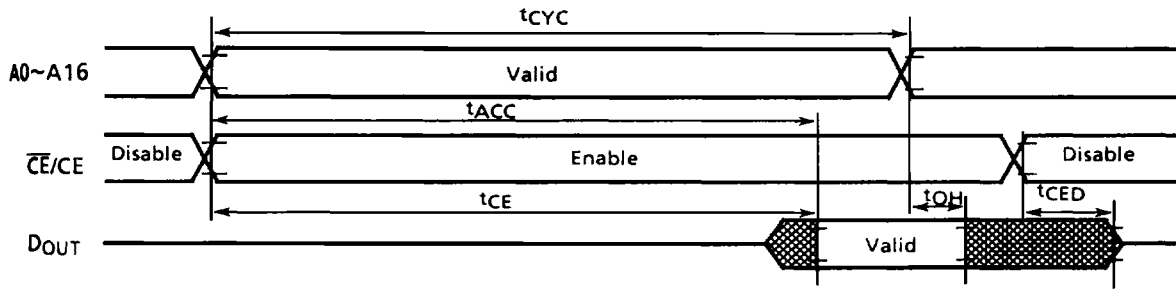 tCYC
A0~A16 Valid
tACC
CE/CE Disable Enable Disable
tCE tOH tCED
DOUT Valid